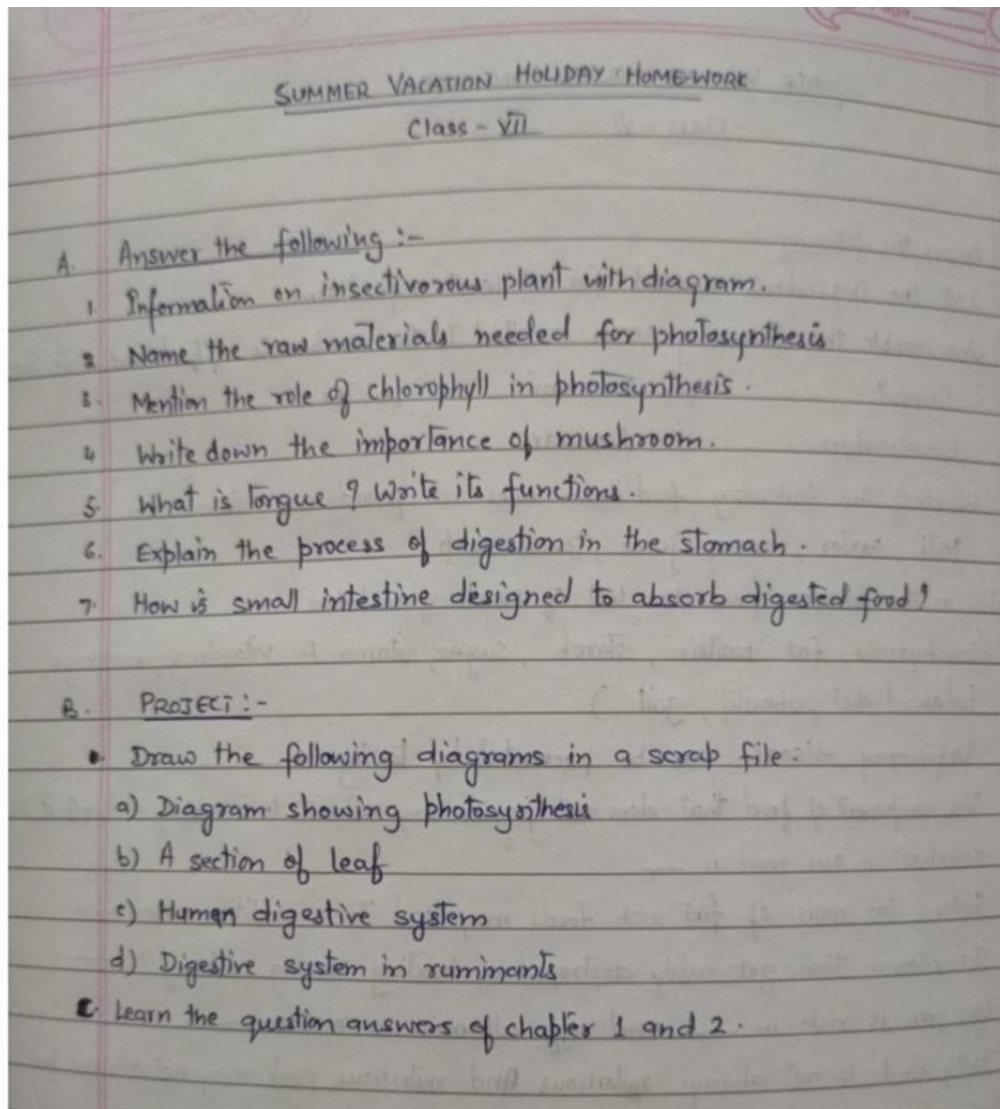 SUMMER VACATION HOLIDAY HOMEWORK
Class - VII
A. Answer the following :-
1. Information on insectivorous plant with diagram.
2 Name the raw materials needed for photosynthesis
3. Mention the role of chlorophyll in photosynthesis.
4 Write down the importance of mushroom.
5. What is Tongue ? Write its functions.
6. Explain the process of digestion in the stomach.
7. How is small intestine designed to absorb digested food?
B. PROJECT :-
• Draw the following diagrams in a scrap file.
a) Diagram showing photosynthesis
b) A section of leaf
c) Human digestive system
d) Digestive system in ruminants
C. Learn the question answers of chapter 1 and 2.